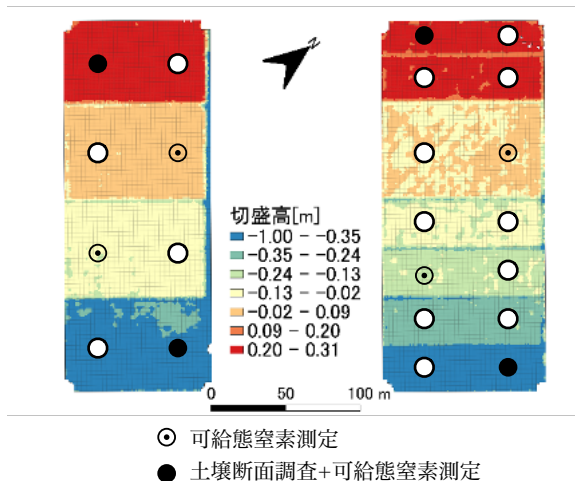 N
切盛高[m]
-1.00 - -0.35
-0.35 - -0.24
-0.24 - -0.13
-0.13 - -0.02
-0.02 - 0.09
0.09 - 0.20
0.20 - 0.31
0 50 100 m
可給態窒素測定
土壌断面調査+可給態窒素測定